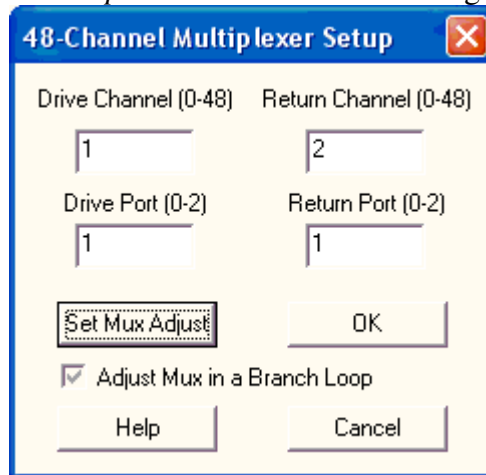 48-Channel Multiplexer Setup
Drive Channel (0-48) Return Channel (0-48)
1 2
Drive Port (0-2) Return Port (0-2)
1 1
Set Mux Adjust OK
Adjust Mux in a Branch Loop
Help Cancel